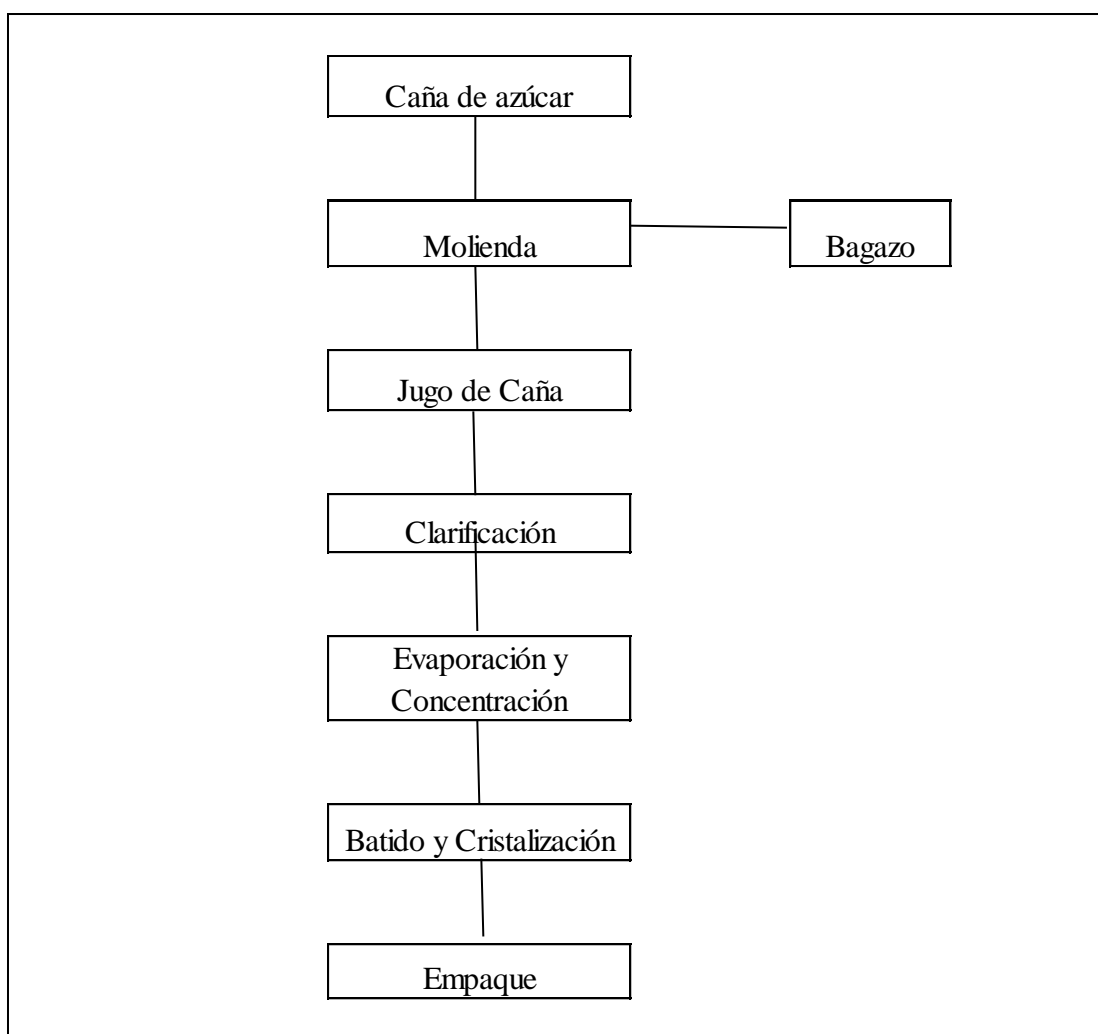 Caña de azúcar
Molienda
Bagazo
Jugo de Caña
Clarificación
Evaporación y
Concentración
Batido y Cristalización
Empaque